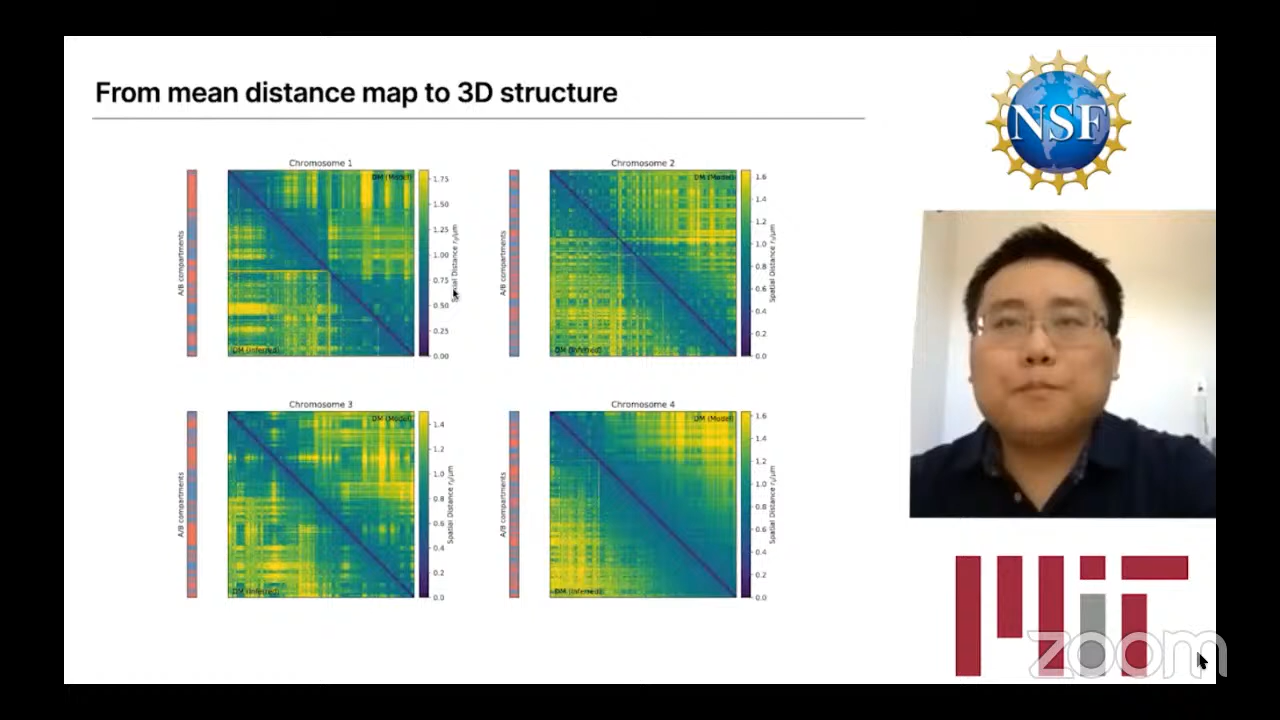 From mean distance map to 3D structure
NSF
Chromosome 1
DM (Model)
A/B compartments
DM (Inferred)
1.75
1.50
1.25
1.00
0.75
0.50
0.25
0.00
Spatial Distance
Chromosome 2
DM (Model)
A/B compartments
DM (Inferred)
1.6
1.4
1.2
1.0
0.8
0.6
0.4
0.2
0.0
Spatial Distance
Chromosome 3
DM (Model)
A/B compartments
DM (Inferred)
1.4
1.2
1.0
0.8
0.6
0.4
0.2
0.0
Spatial Distance
Chromosome 4
DM (Model)
A/B compartments
DM (Inferred)
1.6
1.4
1.2
1.0
0.8
0.6
0.4
0.2
0.0
Spatial Distance
MIT
zoom